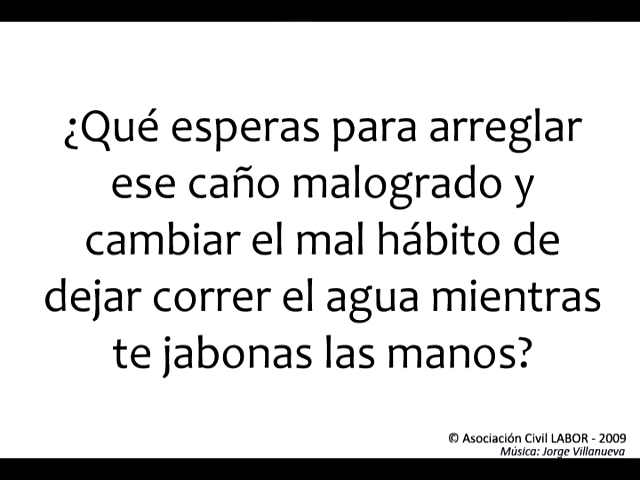 ¿Qué esperas para arreglar
ese caño malogrado y
cambiar el mal hábito de
dejar correr el agua mientras
te jabonas las manos?
© Asociación Civil LABOR - 2009
Música: Jorge Villanueva